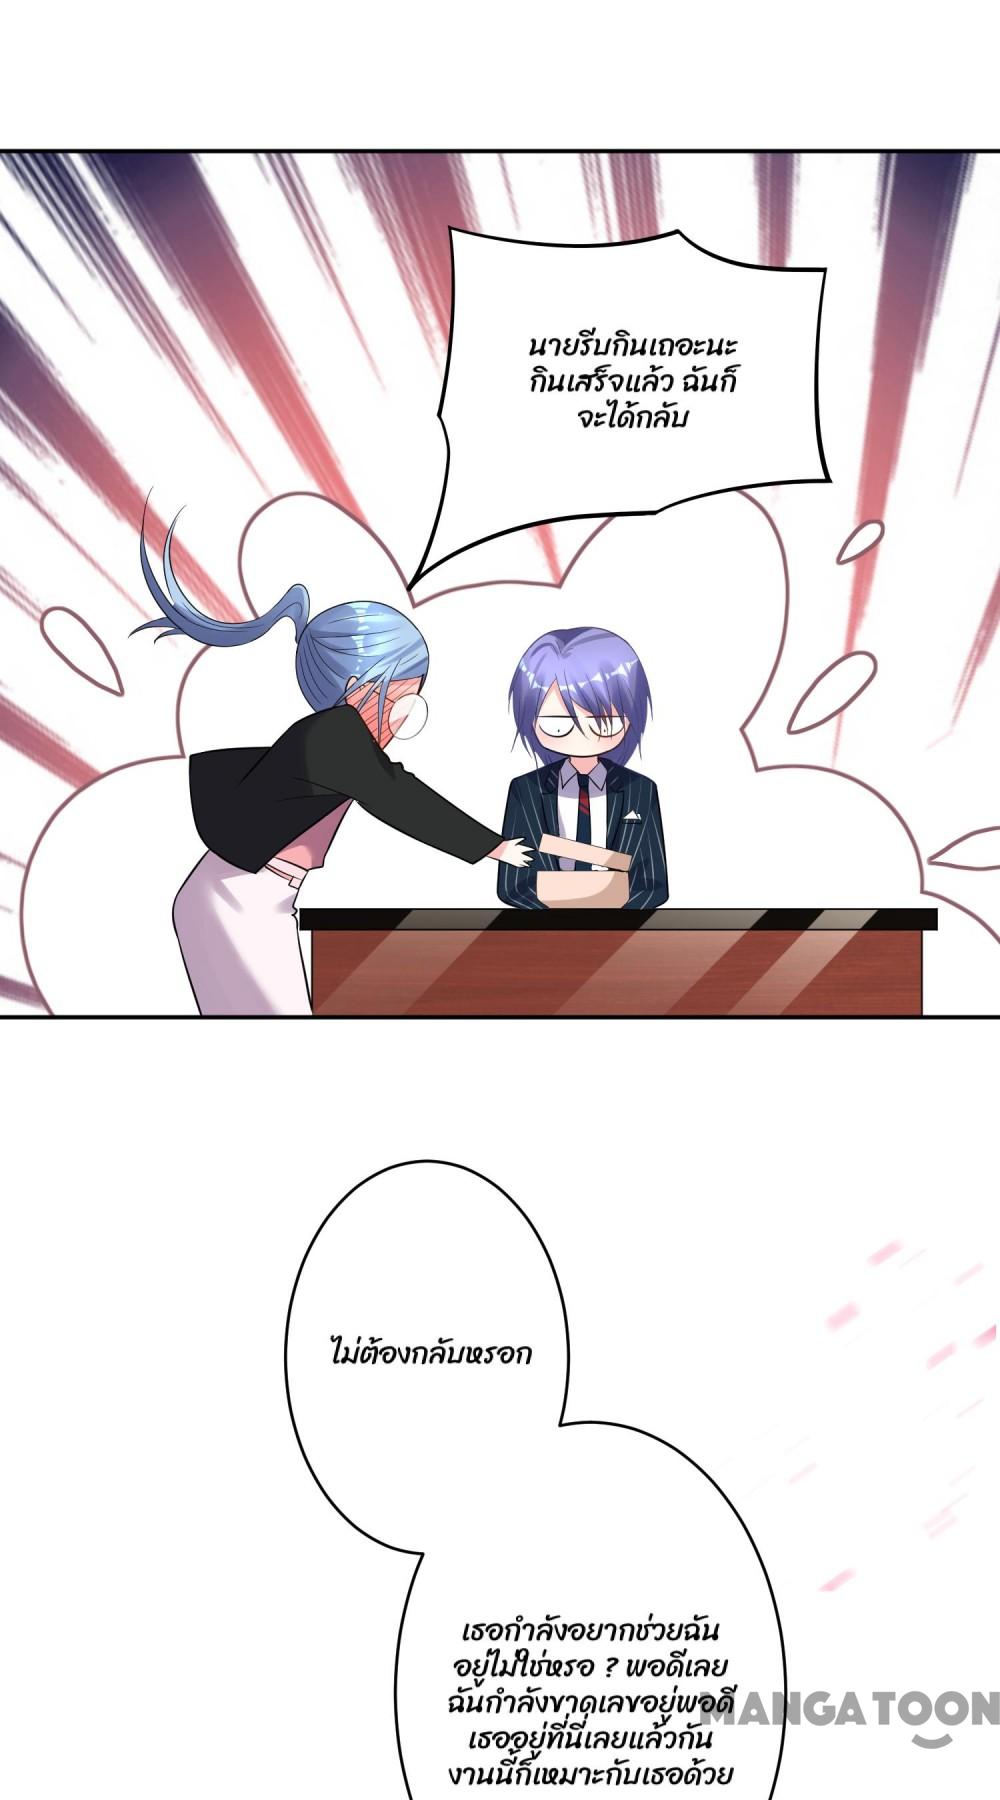 นายรีบกินเถอะนะ
กินเสร็จแล้ว ฉันก็
จะได้กลับ
ไม่ต้องกลับหรอก
เธอกำลังอยากช่วยฉัน
อยู่ไม่ใช่หรอ ? พอดีเลย
ฉันกำลังขาดเลขอยู่พอดี
เธออยู่ที่นี่เลยแล้วกัน
งานนี้ก็เหมาะกับเธอด้วย
MANGATOON